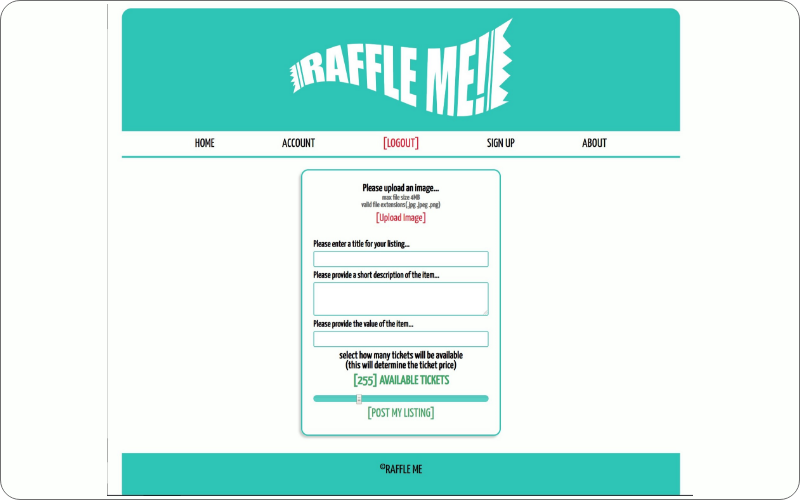 RAFFLE ME!
HOME ACCOUNT [LOGOUT] SIGN UP ABOUT
Please upload an image...
max file size 4MB
valid file extensions(.jpg .jpeg .png)
[Upload Image]
Please enter a title for your listing...
Please provide a short description of the item...
Please provide the value of the item...
select how many tickets will be available
(this will determine the ticket price)
[255] AVAILABLE TICKETS
[POST MY LISTING]
©RAFFLE ME